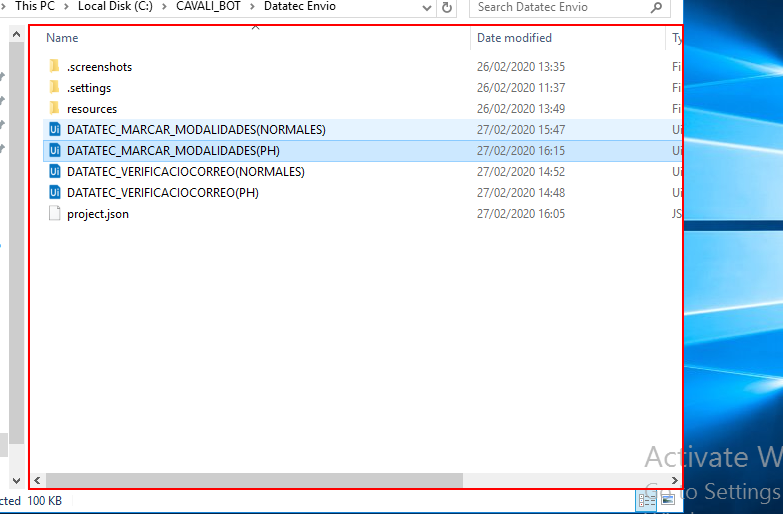 This PC > Local Disk (C:) > CAVALI_BOT > Datatec Envio Search Datatec Envio
Name Date modified Ty
.screenshots 26/02/2020 13:35 Fi
.settings 26/02/2020 11:37 Fi
resources 26/02/2020 13:49 Fi
Ui DATATEC_MARCAR_MODALIDADES(NORMALES) 27/02/2020 15:47 Ui
Ui DATATEC_MARCAR_MODALIDADES(PH) 27/02/2020 16:15 Ui
Ui DATATEC_VERIFICACIOCORREO(NORMALES) 27/02/2020 14:52 Ui
Ui DATATEC_VERIFICACIOCORREO(PH) 27/02/2020 14:48 Ui
project.json 27/02/2020 16:05 JS
Activate W
Go to Settings
cted 100 KB